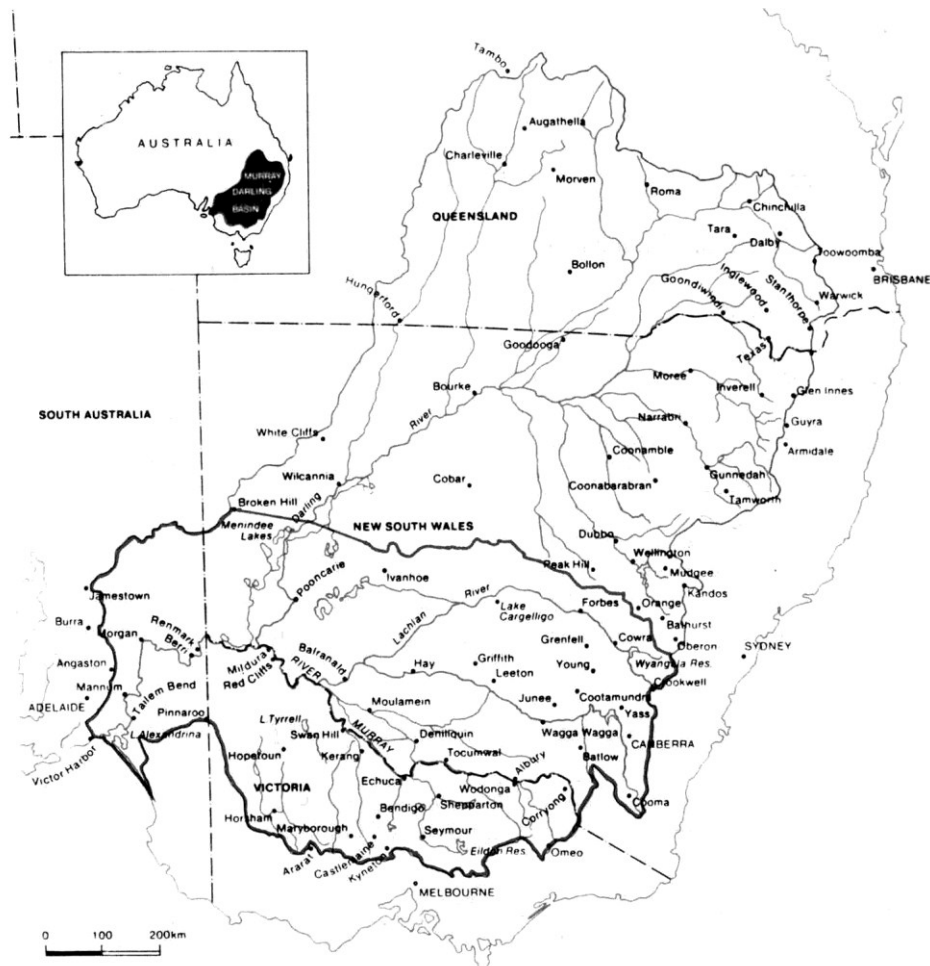 Tambo
AUSTRALIA
MURRAY
DARLING
BASIN
Augathella
Charleville
Morven
Roma
QUEENSLAND
Chinchilla
Tara
Dalby
Toowoomba
Bollon
BRISBANE
Goondiwindi
Inglewood
Stanthorpe
Warwick
Hungerford
Goodooga
Texas
Moree
Inverell
Glen Innes
Bourke
SOUTH AUSTRALIA
River
Narrabri
Guyra
White Cliffs
Armidale
Coonamble
Gunnedah
Wilcannia
Cobar
Coonabarabran
Tamworth
Broken Hill
Darling
Menindee
Lakes
NEW SOUTH WALES
Dubbo
Wellington
Peak Hill
Mudgee
Ivanhoe
Kandos
Jamestown
Pooncarie
River
Lake
Cargelligo
Forbes
Orange
Lachlan
Bathurst
Burra
Morgan
Renmark
Berri
Grenfell
Cowra
Oberon
SYDNEY
Mildura
Red Cliffs
RIVER
Balranald
Hay
Griffith
Young
Wyangala Res.
Angaston
Leeton
Crookwell
Mannum
Tailem Bend
Junee
Cootamundra
ADELAIDE
Pinnaroo
Moulamein
Yass
L.Alexandrina
L.Tyrrell
MURRAY
Wagga Wagga
Swan Hill
Deniliquin
CANBERRA
Victor Harbor
Hopetoun
Kerang
Tocumwal
Albury
Batlow
Echuca
Wodonga
VICTORIA
Shepparton
Corryong
Cooma
Bendigo
Horsham
Maryborough
Seymour
Ararat
Castlemaine
Kyneton
Eildon Res.
Omeo
MELBOURNE
0 100 200km